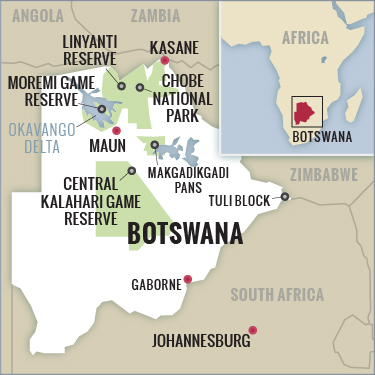 ANGOLA
ZAMBIA
LINYANTI
RESERVE
KASANE
AFRICA
MOREMI GAME
RESERVE
CHOBE
NATIONAL
PARK
OKAVANGO
DELTA
MAUN
BOTSWANA
MAKGADIKGADI
PANS
ZIMBABWE
CENTRAL
KALAHARI GAME
RESERVE
TULI BLOCK
BOTSWANA
GABORNE
SOUTH AFRICA
JOHANNESBURG